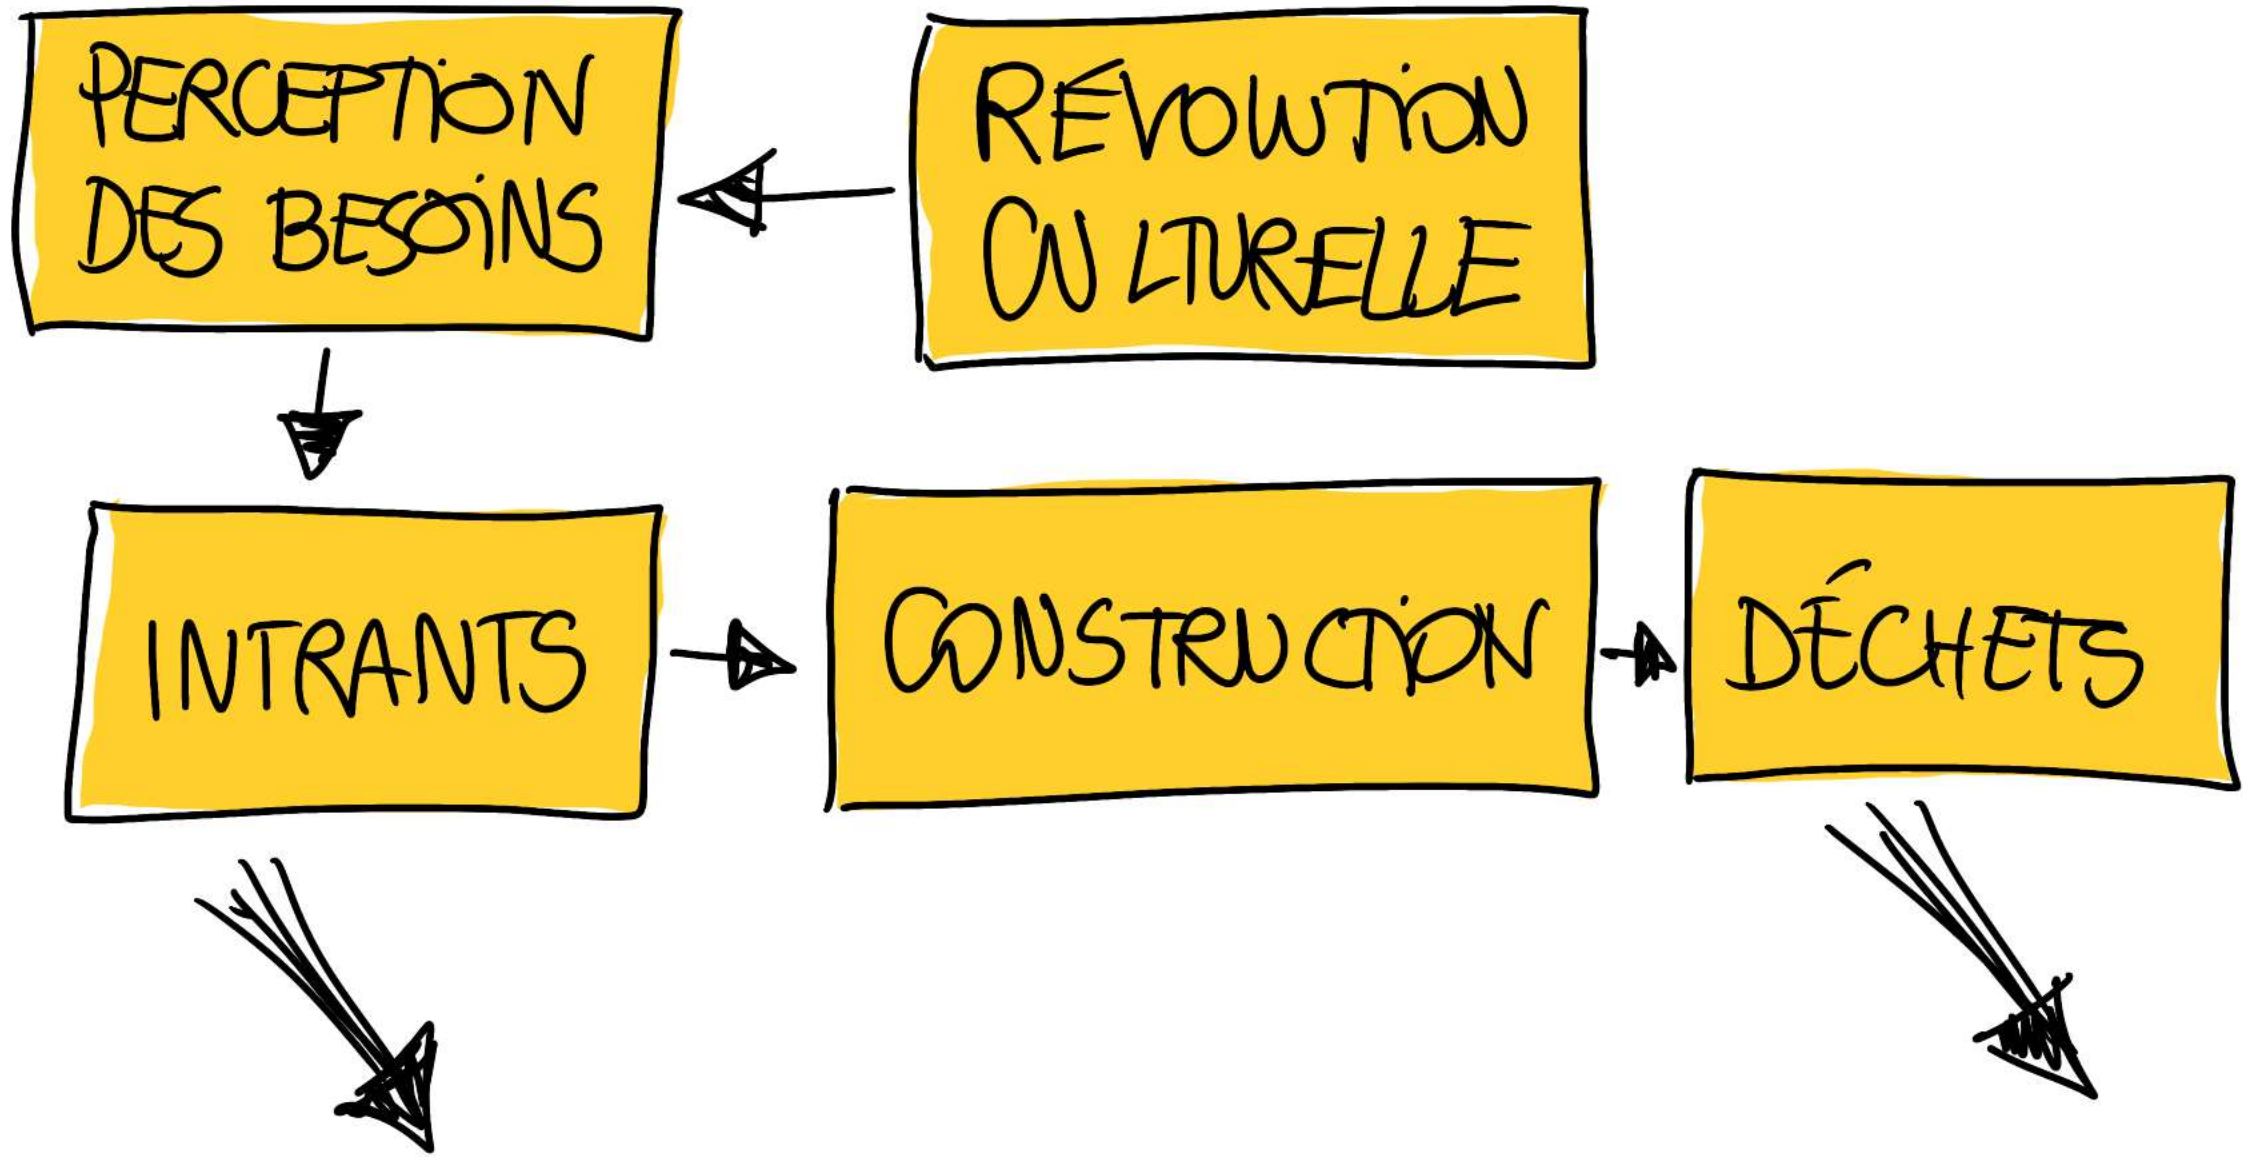 PERCEPTION
DES BESOINS
RÉVOLUTION
CULTURELLE
INTRANTS
CONSTRUCTION
DÉCHETS